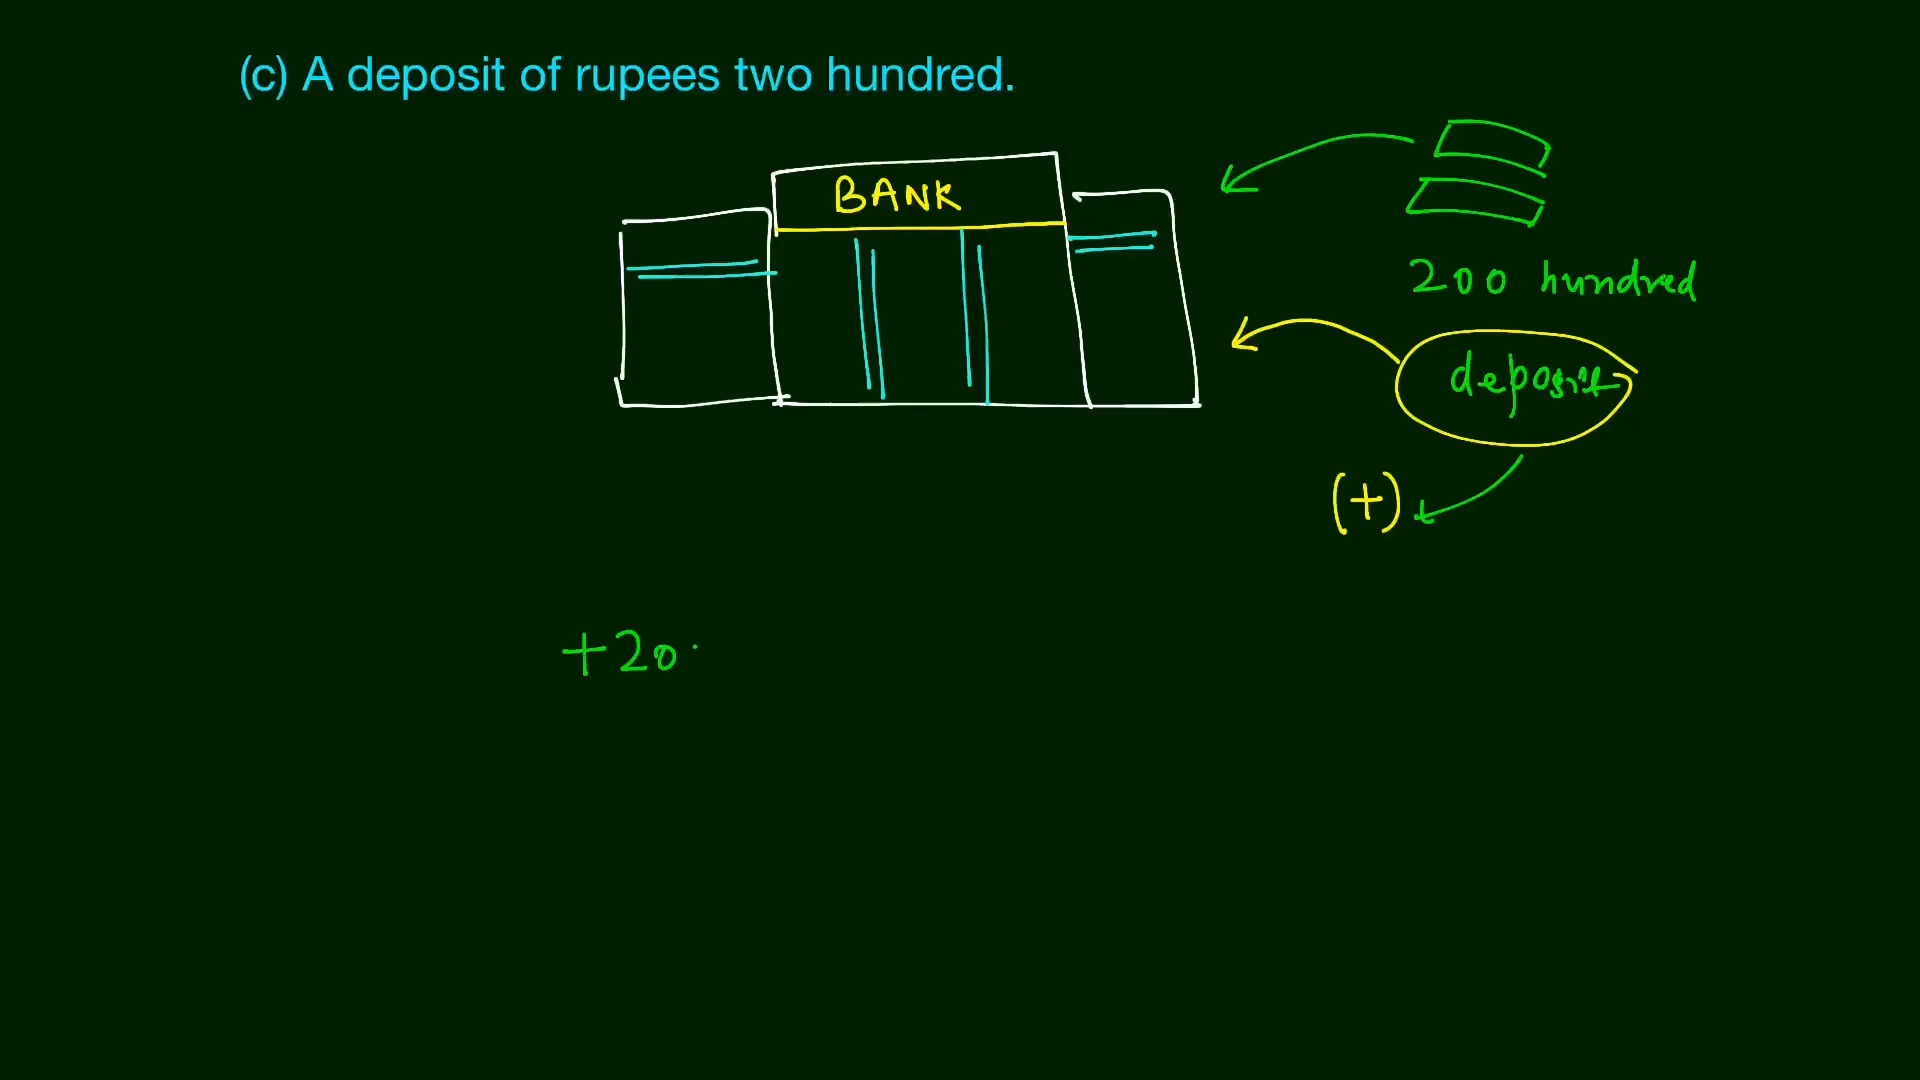 (c) A deposit of rupees two hundred.
BANK
200 hundred
deposit
(+)
+20